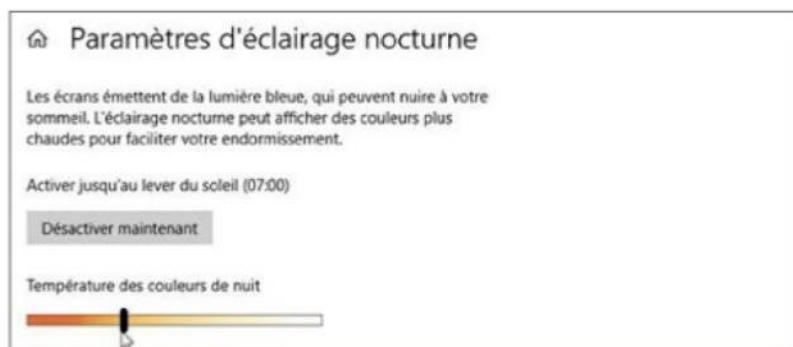 Paramètres d'éclairage nocturne
Les écrans émettent de la lumière bleue, qui peuvent nuire à votre
sommeil. L'éclairage nocturne peut afficher des couleurs plus
chaudes pour faciliter votre endormissement.
Activer jusqu'au lever du soleil (07:00)
Désactiver maintenant
Température des couleurs de nuit